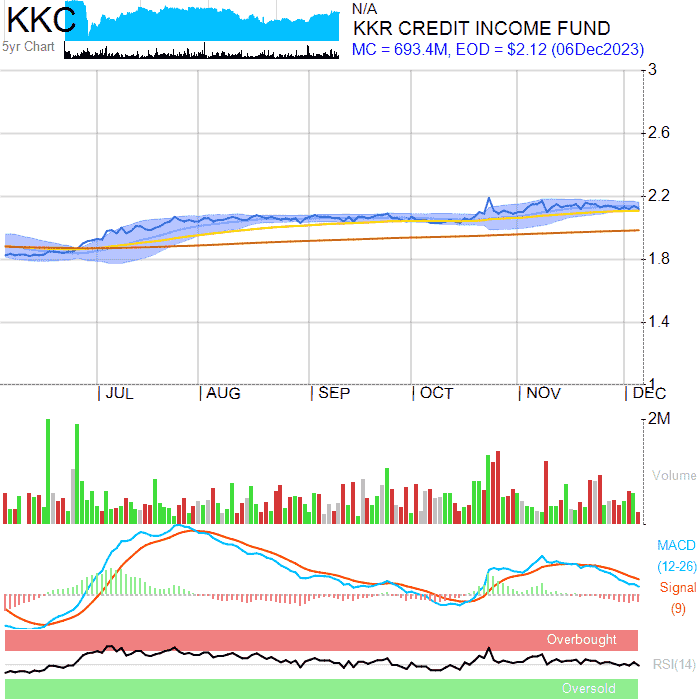 KKC
N/A
KKR CREDIT INCOME FUND
5yr Chart
MC = 693.4M, EOD = $2.12 (06Dec2023)
3
2.6
2.2
1.8
1.4
1
JUL AUG SEP OCT NOV DEC
2M
Volume
MACD
(12-26)
Signal
(9)
Overbought
RSI(14)
Oversold